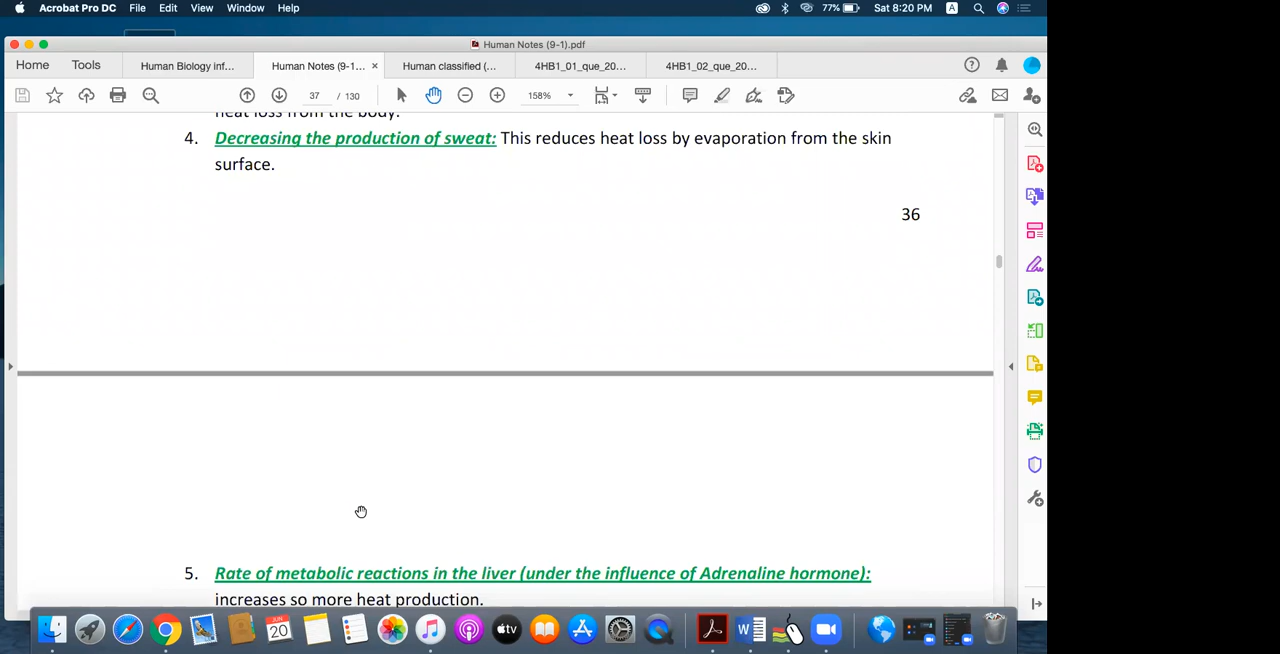 Acrobat Pro DC File Edit View Window Help 77% Sat 8:20 PM A
Human Notes (9-1).pdf
Home Tools Human Biology inf... Human Notes (9-1... × Human classified (... 4HB1_01_que_20... 4HB1_02_que_20...
37 / 130 158%
heat loss from the body.
4. Decreasing the production of sweat: This reduces heat loss by evaporation from the skin
surface.
36
5. Rate of metabolic reactions in the liver (under the influence of Adrenaline hormone):
increases so more heat production.
JUN
20
tv
W